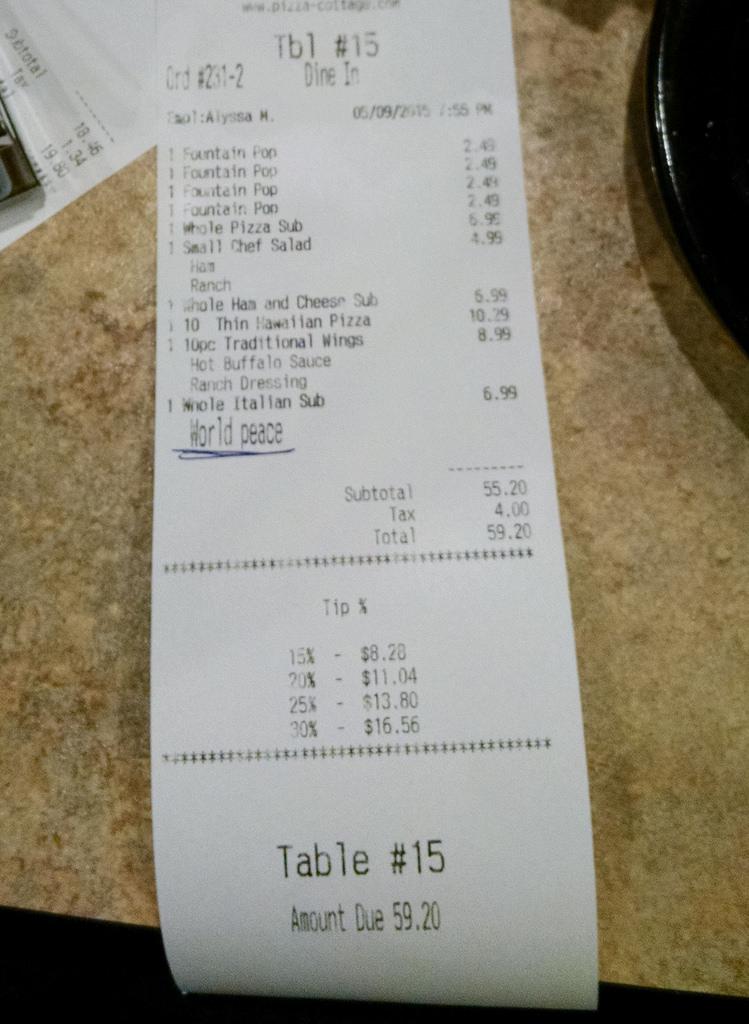 www.pizza-cottage.com
Tbl #15
Ord #231-2 Dine In
Empl:Alyssa M. 05/09/2015 7:55 PM
1 Fountain Pop 2.49
1 Fountain Pop 2.49
1 Fountain Pop 2.49
1 Fountain Pop 2.49
1 Whole Pizza Sub 6.99
1 Small Chef Salad 4.99
Ham
Ranch
1 Whole Ham and Cheese Sub 6.99
1 10 Thin Hawaiian Pizza 10.29
1 10pc Traditional Wings 8.99
Hot Buffalo Sauce
Ranch Dressing
1 Whole Italian Sub 6.99
World peace
---------
Subtotal 55.20
Tax 4.00
Total 59.20
****************************************
Tip %
15% - $8.28
20% - $11.04
25% - $13.80
30% - $16.56
****************************************
Table #15
Amount Due 59.20
Subtotal 18.46
Tax 1.34
19.80